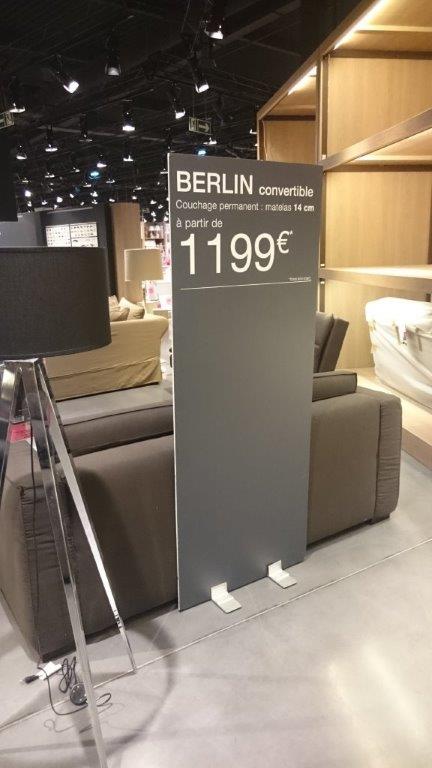 BERLIN convertible
Couchage permanent : matelas 14 cm
à partir de
1199€*